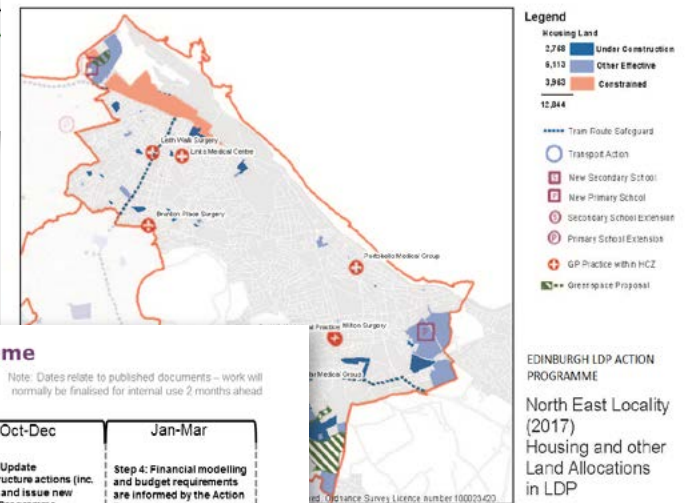 Legend
Housing Land
2,768 Under Construction
6,113 Other Effective
3,963 Constrained
12,844
Tram Route Safeguard
Transport Action
New Secondary School
P New Primary School
S Secondary School Extension
P Primary School Extension
GP Practice within HCZ
Greenspace Proposal
Leith Walk Surgery
Links Medical Centre
Brunton Place Surgery
Portobello Medical Group
Milton Surgery
Medical Group
P
EDINBURGH LDP ACTION
PROGRAMME
North East Locality
(2017)
Housing and other
Land Allocations
in LDP
Ordnance Survey Licence number 100023420
me
Note: Dates relate to published documents – work will
normally be finalised for internal use 2 months ahead
Oct-Dec
Jan-Mar
Update
ucture actions (inc.
and issue new
Step 4: Financial modelling
and budget requirements
are informed by the Action